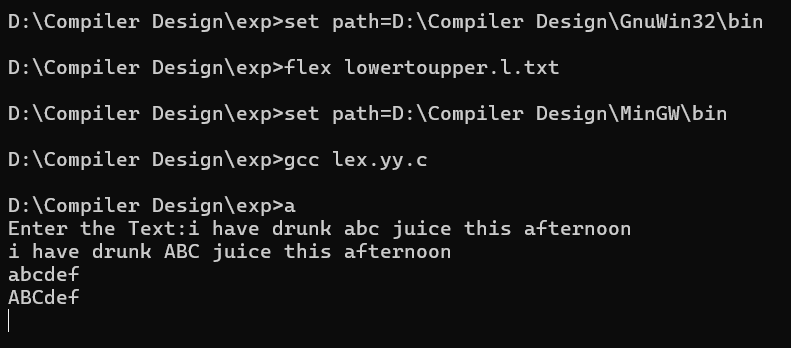 D:\Compiler Design\exp>set path=D:\Compiler Design\GnuWin32\bin
D:\Compiler Design\exp>flex lowertoupper.l.txt
D:\Compiler Design\exp>set path=D:\Compiler Design\MinGW\bin
D:\Compiler Design\exp>gcc lex.yy.c
D:\Compiler Design\exp>a
Enter the Text:i have drunk abc juice this afternoon
i have drunk ABC juice this afternoon
abcdef
ABCdef